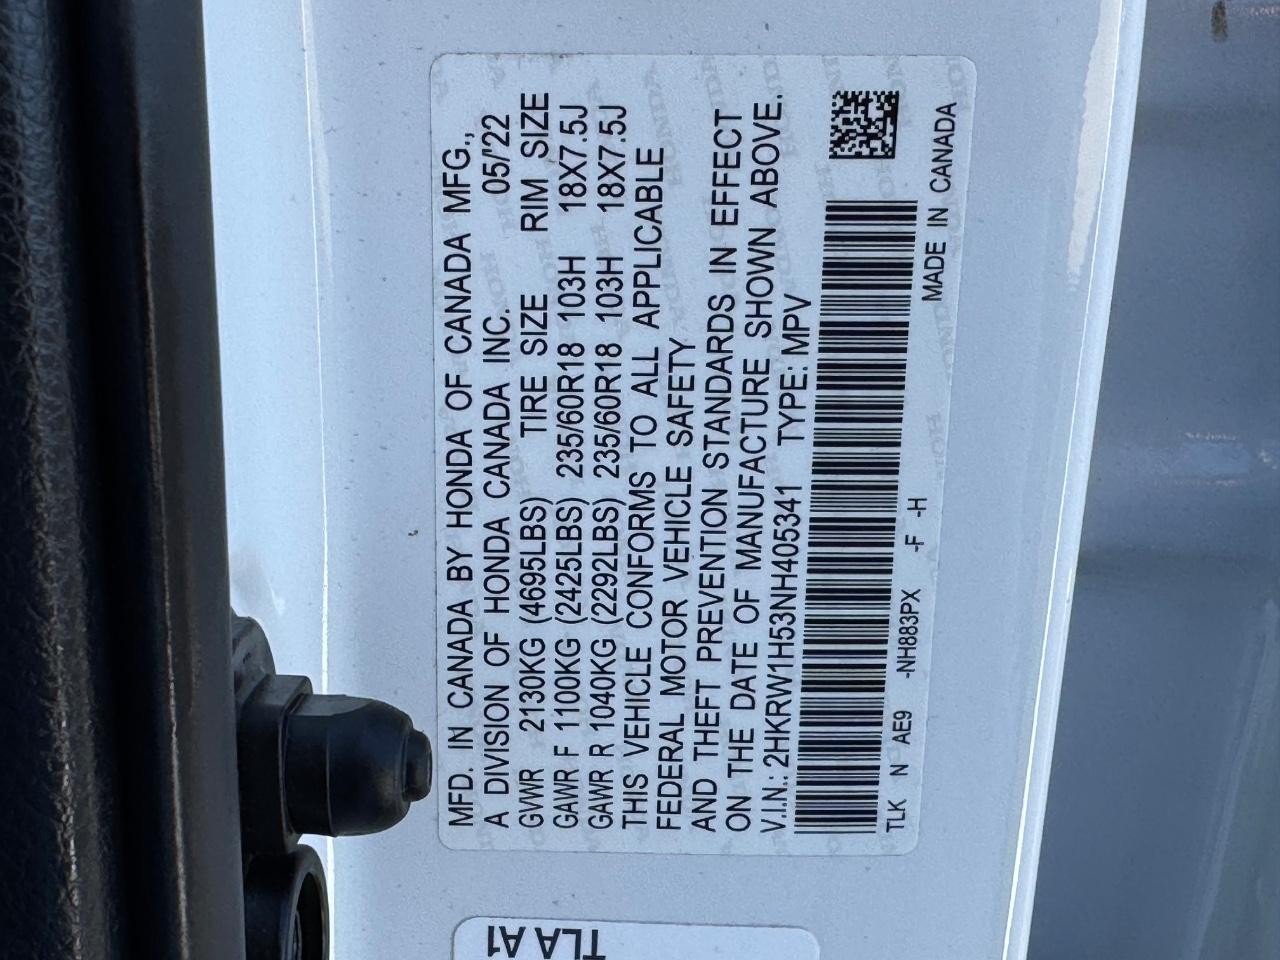 MFD. IN CANADA BY HONDA OF CANADA MFG.,
A DIVISION OF HONDA CANADA INC. 05/'22
GVWR 2130KG (4695LBS) TIRE SIZE RIM SIZE
GAWR F 1100KG (2425LBS) 235/60R18 103H 18X7.5J
GAWR R 1040KG (2292LBS) 235/60R18 103H 18X7.5J
THIS VEHICLE CONFORMS TO ALL APPLICABLE
FEDERAL MOTOR VEHICLE SAFETY
AND THEFT PREVENTION STANDARDS IN EFFECT
ON THE DATE OF MANUFACTURE SHOWN ABOVE.
V.I.N.: 2HKRW1H53NH405341 TYPE: MPV
TLK N AE9 -NH883PX -F -H
MADE IN CANADA
TLA A1